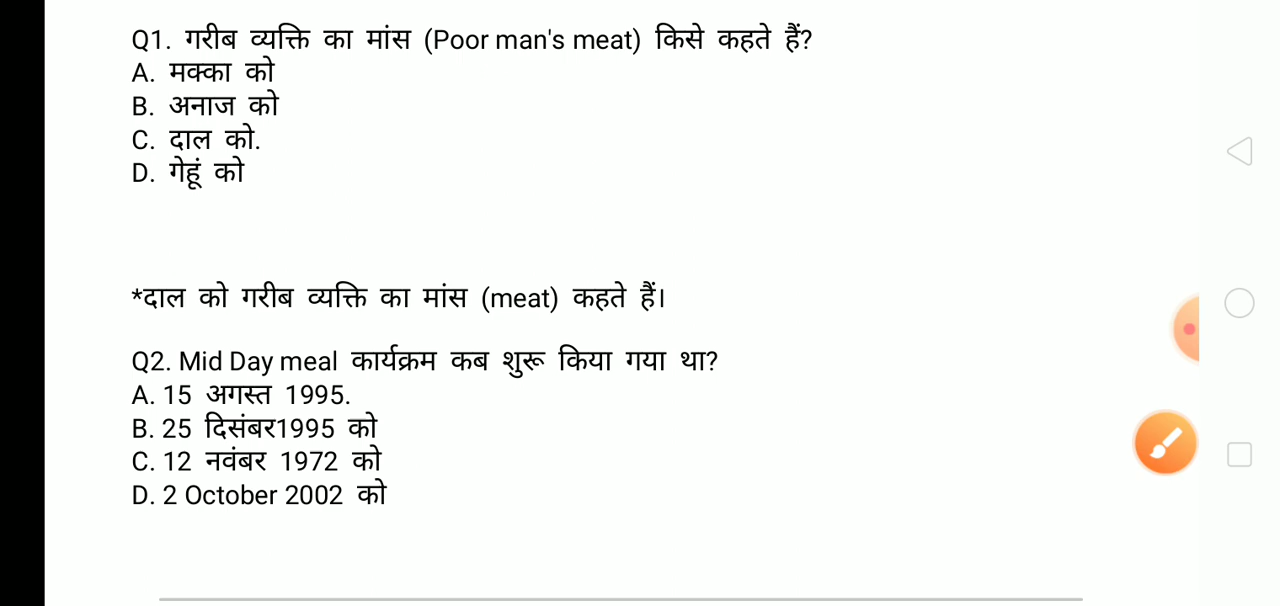 Q1. गरीब व्यक्ति का मांस (Poor man's meat) किसे कहते हैं?
A. मक्का को
B. अनाज को
C. दाल को.
D. गेहूं को
*दाल को गरीब व्यक्ति का मांस (meat) कहते हैं।
Q2. Mid Day meal कार्यक्रम कब शुरू किया गया था?
A. 15 अगस्त 1995.
B. 25 दिसंबर1995 को
C. 12 नवंबर 1972 को
D. 2 October 2002 को